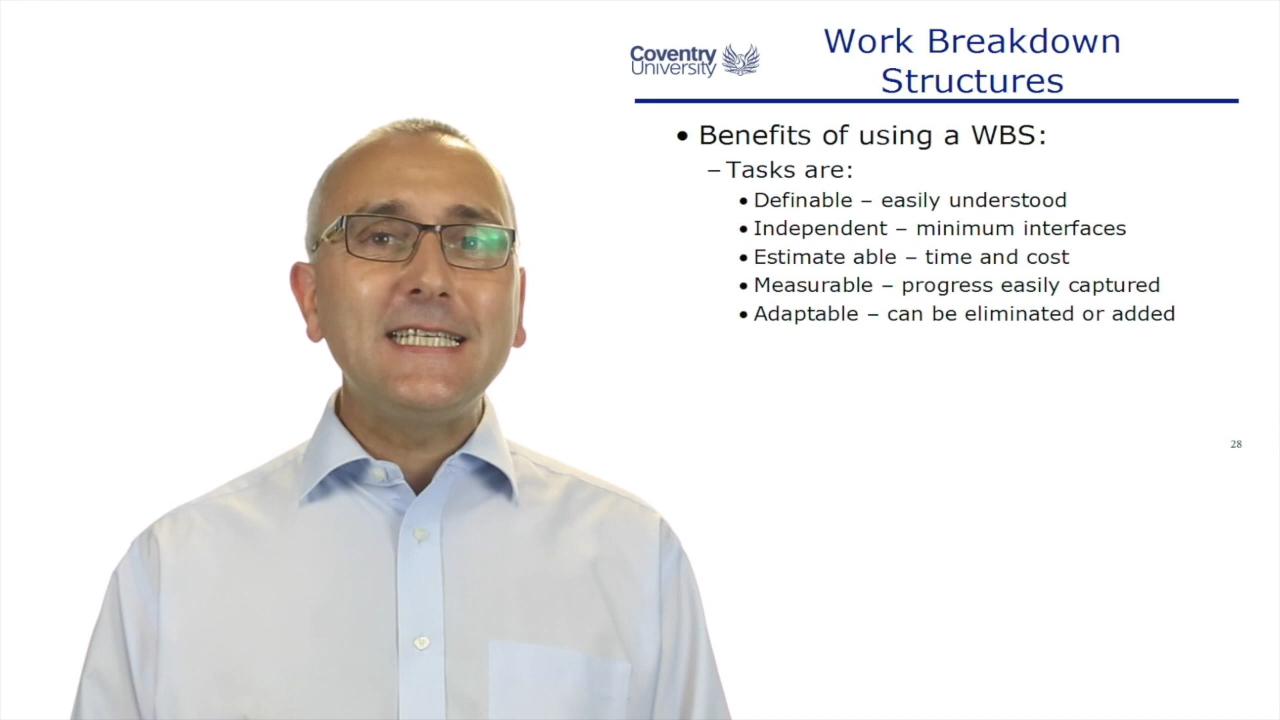 Coventry
University
Work Breakdown
Structures
• Benefits of using a WBS:
– Tasks are:
• Definable – easily understood
• Independent – minimum interfaces
• Estimate able – time and cost
• Measurable – progress easily captured
• Adaptable – can be eliminated or added
28